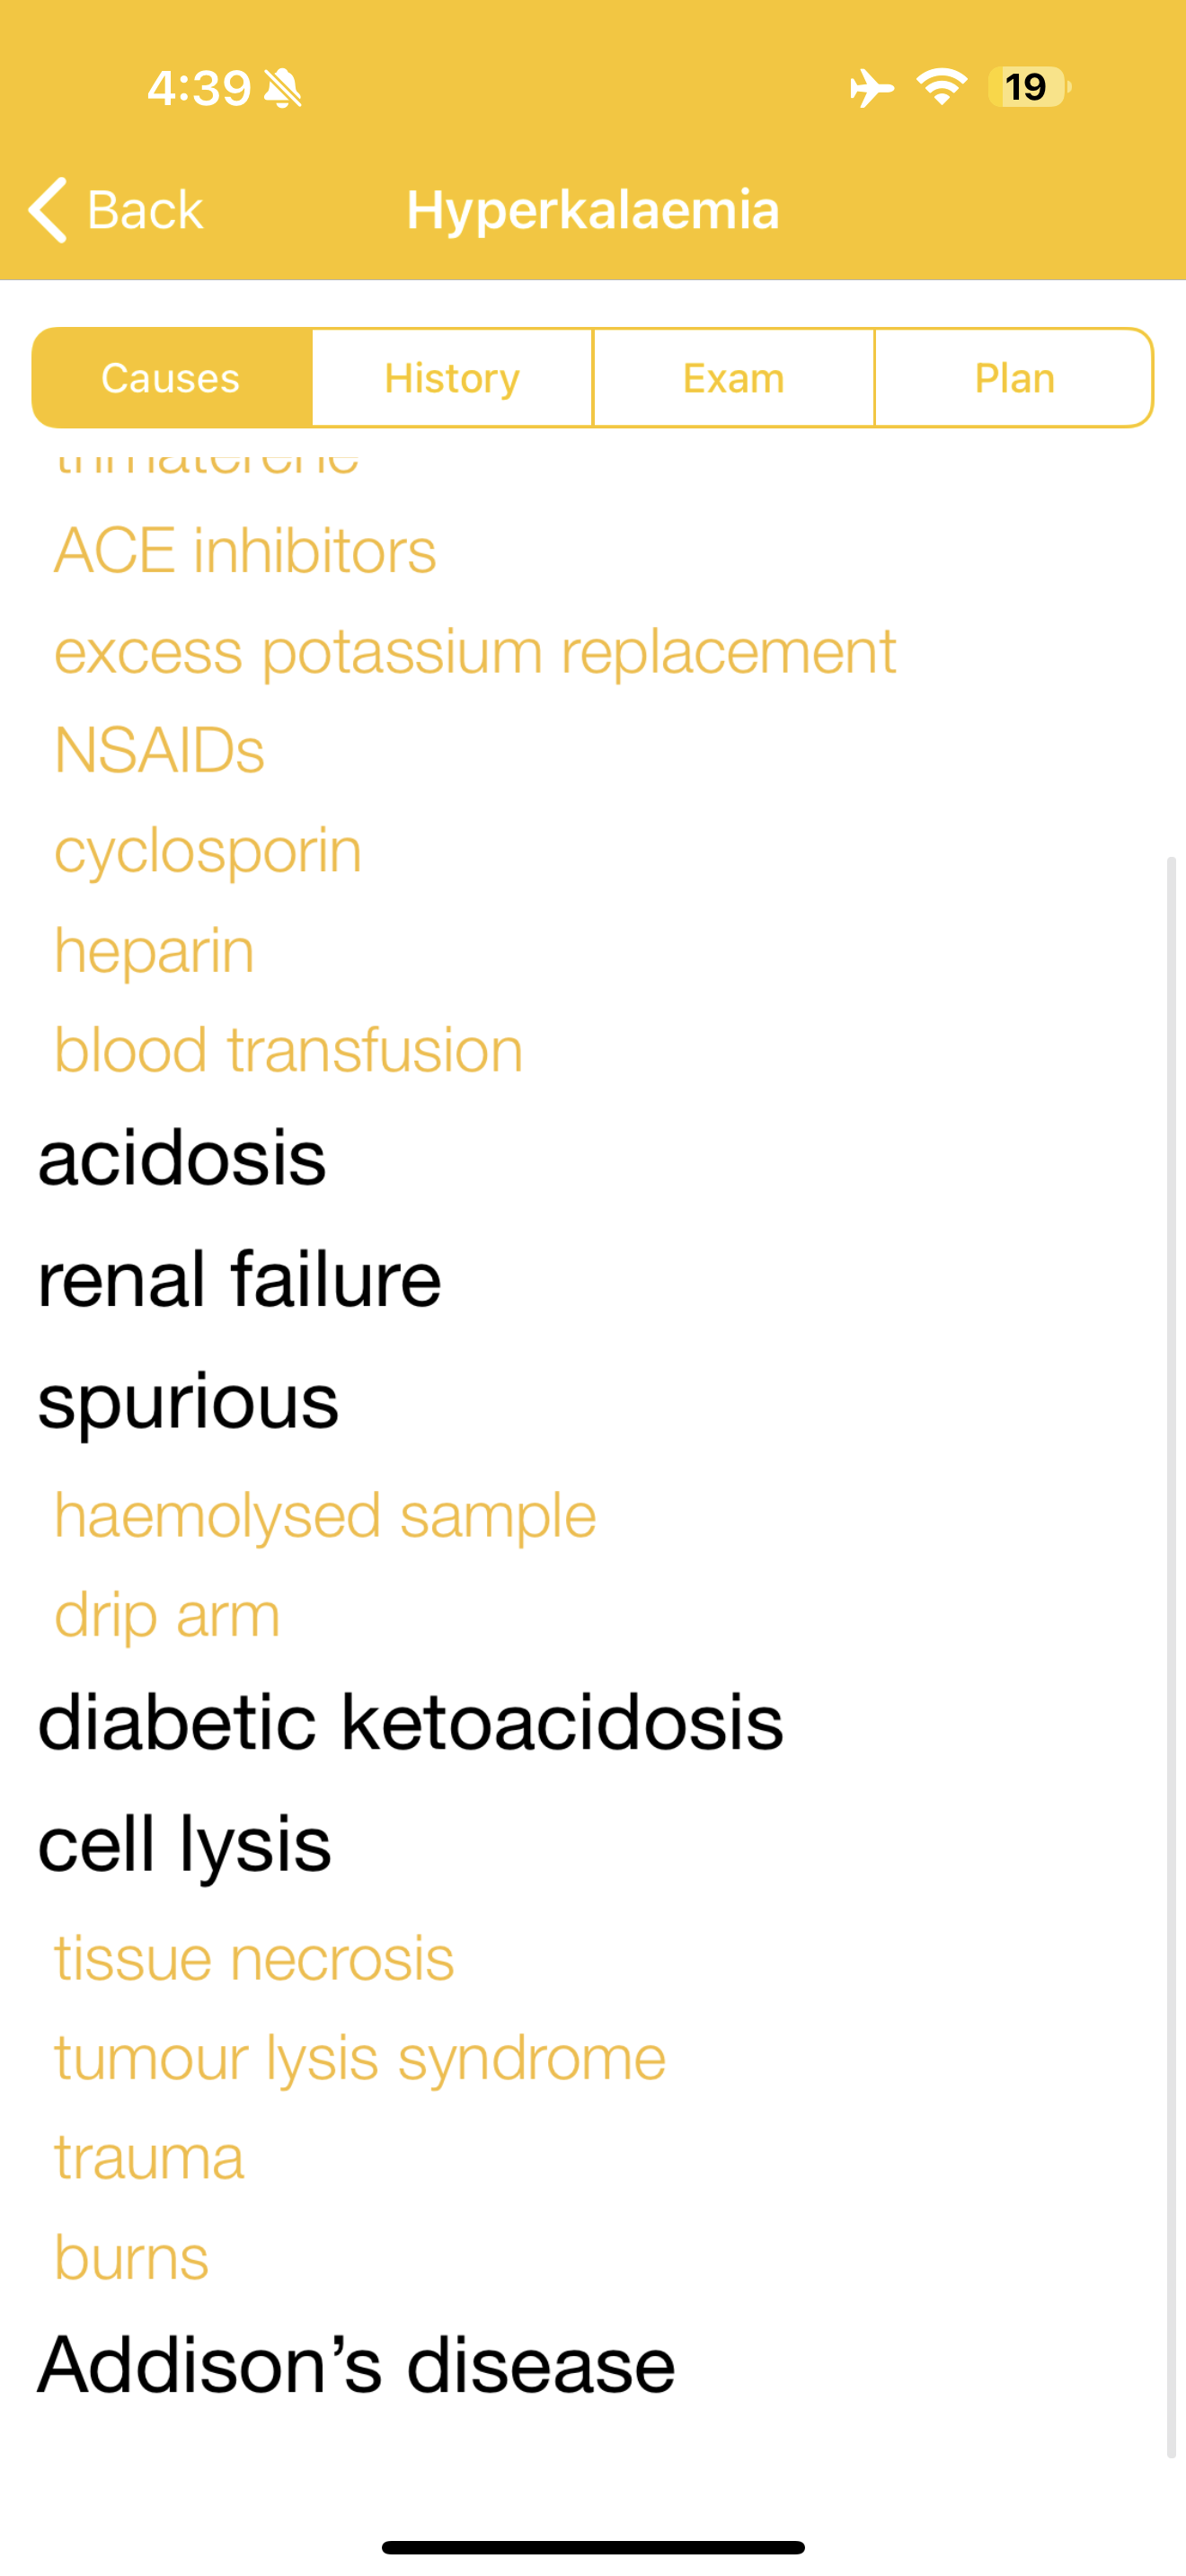 4:39
19
Back
Hyperkalaemia
Causes
History
Exam
Plan
ACE inhibitors
excess potassium replacement
NSAIDs
cyclosporin
heparin
blood transfusion
acidosis
renal failure
spurious
haemolysed sample
drip arm
diabetic ketoacidosis
cell lysis
tissue necrosis
tumour lysis syndrome
trauma
burns
Addison’s disease